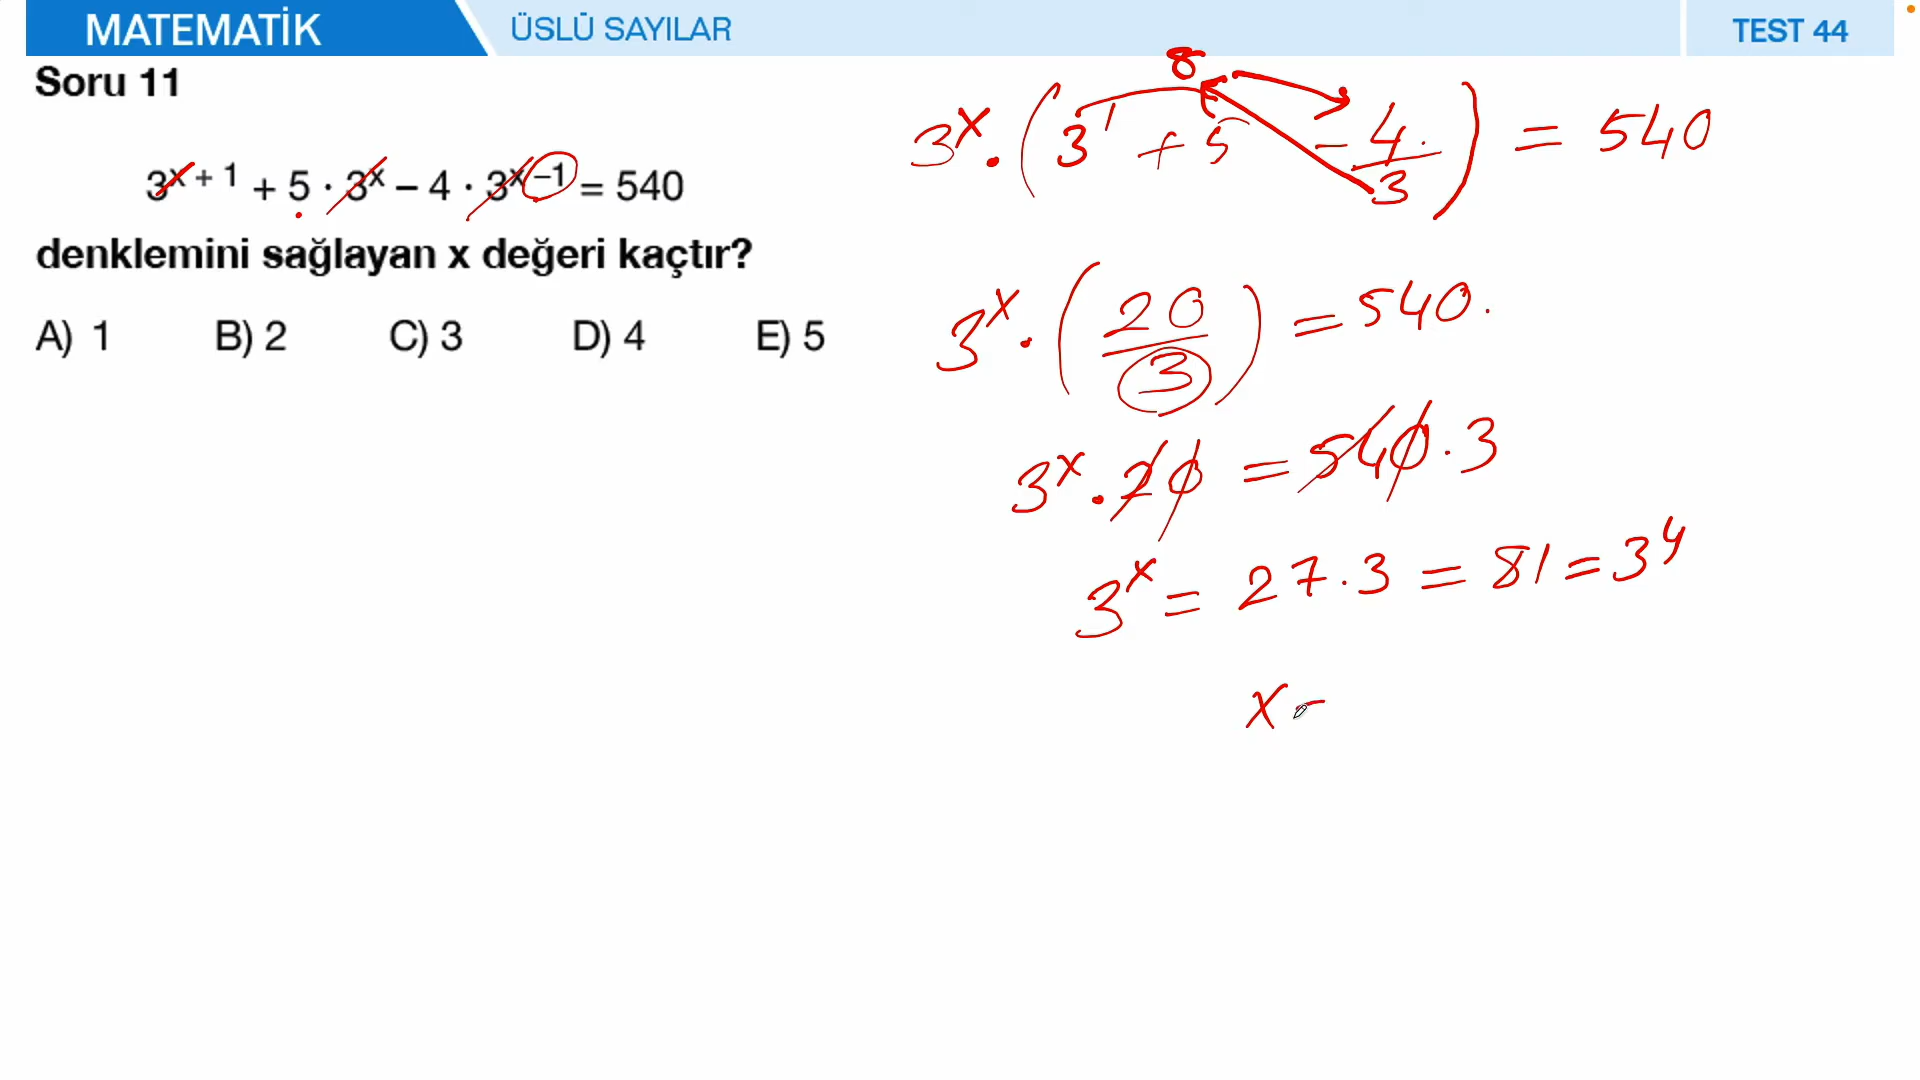 MATEMATİK ÜSLÜ SAYILAR TEST 44
Soru 11
3^(x + 1) + 5 · 3^x – 4 · 3^(x –1) = 540
denklemini sağlayan x değeri kaçtır?
A) 1 B) 2 C) 3 D) 4 E) 5
8
3^x · (3^1 + 5 – 4/3) = 540
3^x · (20/3) = 540.
3^x · 20 = 540 · 3
3^x = 27 · 3 = 81 = 3^4
x –